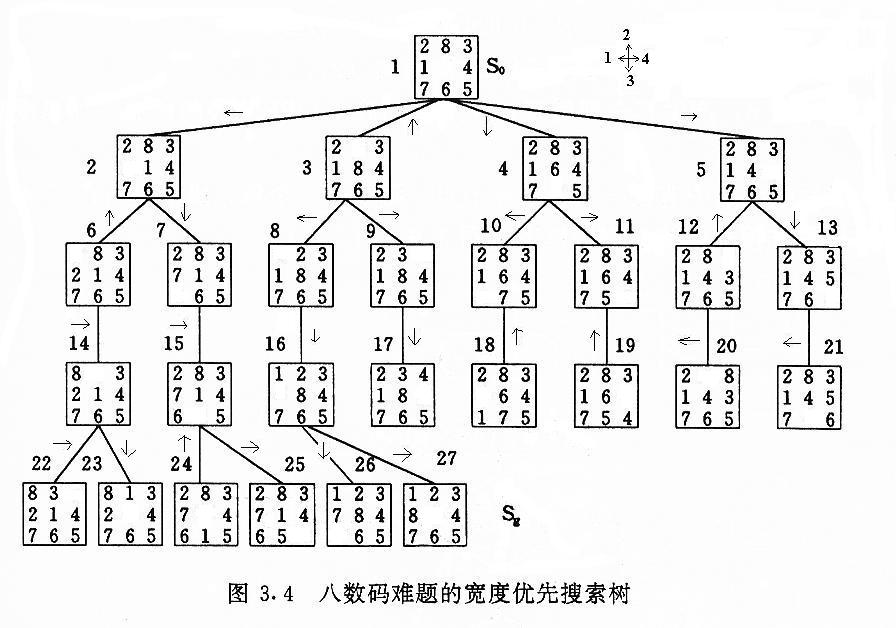 2
1 4
3
2 8 3
1 1 4 S₀
7 6 5
2 8 3 2 3 2 8 3 2 8 3
2 1 4 3 1 8 4 4 1 6 4 5 1 4
7 6 5 7 6 5 7 5 7 6 5
6 7 8 9 10 11 12 13
8 3 2 8 3 2 3 2 3 2 8 3 2 8 3 2 8 2 8 3
2 1 4 7 1 4 1 8 4 1 8 4 1 6 4 1 6 4 1 4 3 1 4 5
7 6 5 6 5 7 6 5 7 6 5 7 5 7 5 7 6 5 7 6
14 15 16 17 18 19 20 21
8 3 2 8 3 1 2 3 2 3 4 2 8 3 2 8 3 2 8 2 8 3
2 1 4 7 1 4 8 4 1 8 6 4 1 6 1 4 3 1 4 5
7 6 5 6 5 7 6 5 7 6 5 1 7 5 7 5 4 7 6 5 7 6
22 23 24 25 26 27
8 3 8 1 3 2 8 3 2 8 3 1 2 3 1 2 3
2 1 4 2 4 7 4 7 1 4 7 8 4 8 4 Sg
7 6 5 7 6 5 6 1 5 6 5 6 5 7 6 5
图 3.4 八数码难题的宽度优先搜索树